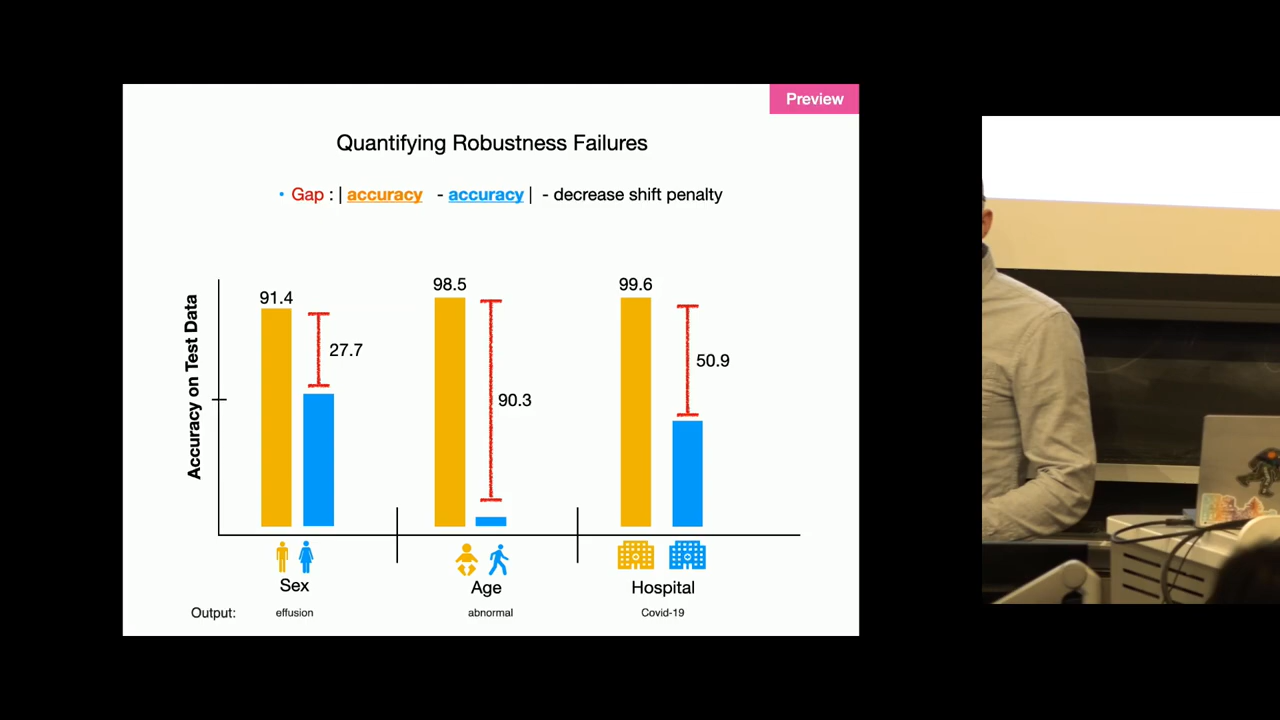 Preview
Quantifying Robustness Failures
• Gap : | accuracy - accuracy | - decrease shift penalty
Accuracy on Test Data
91.4
27.7
98.5
90.3
99.6
50.9
Sex
Age
Hospital
Output: effusion abnormal Covid-19